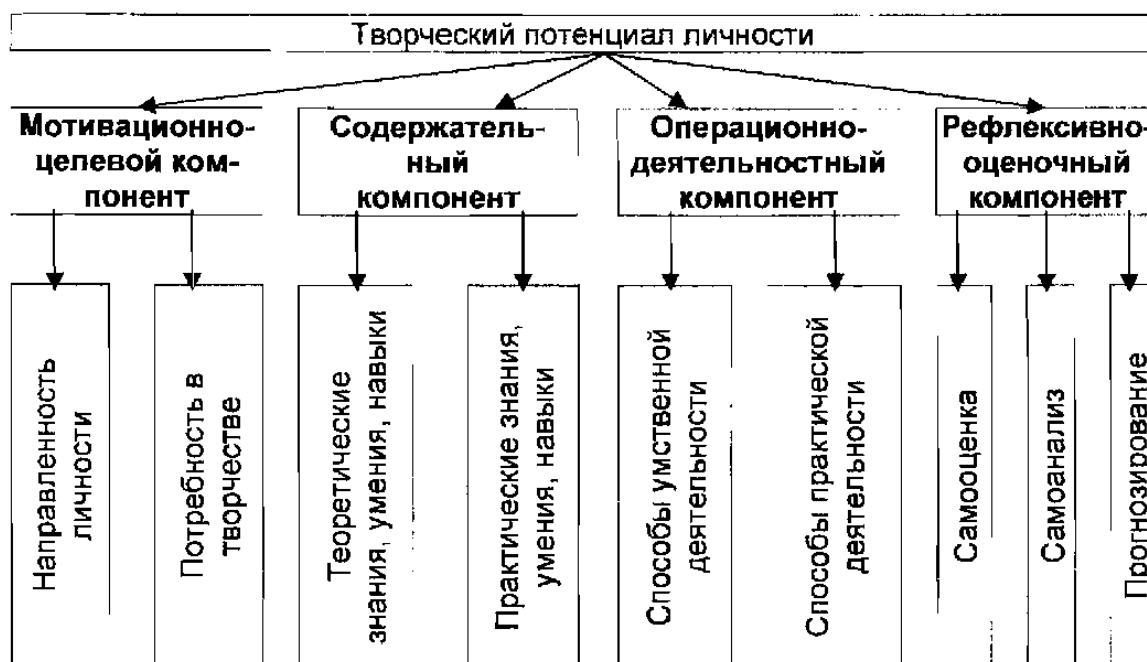 Творческий потенциал личности
Мотивационно-
целевой ком-
понент
Содержатель-
ный
компонент
Операционно-
деятельностный
компонент
Рефлексивно-
оценочный
компонент
Направленность
личности
Потребность в
творчестве
Теоретические
знания, умения, навыки
Практические знания,
умения, навыки
Способы умственной
деятельности
Способы практической
деятельности
Самооценка
Самоанализ
Прогнозирование